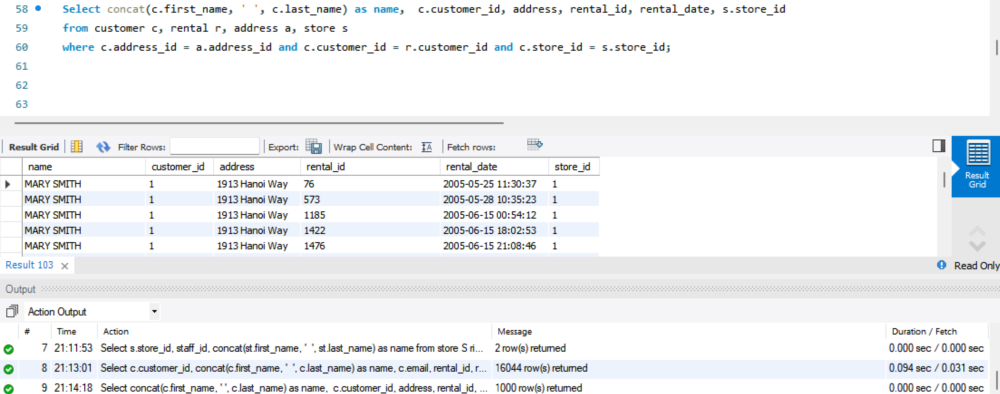 58 Select concat(c.first_name, ' ', c.last_name) as name,  c.customer_id, address, rental_id, rental_date, s.store_id
59 from customer c, rental r, address a, store s
60 where c.address_id = a.address_id and c.customer_id = r.customer_id and c.store_id = s.store_id;
61
62
63
Result Grid Filter Rows: Export: Wrap Cell Content: Fetch rows:
name customer_id address rental_id rental_date store_id
MARY SMITH 1 1913 Hanoi Way 76 2005-05-25 11:30:37 1
MARY SMITH 1 1913 Hanoi Way 573 2005-05-28 10:35:23 1
MARY SMITH 1 1913 Hanoi Way 1185 2005-06-15 00:54:12 1
MARY SMITH 1 1913 Hanoi Way 1422 2005-06-15 18:02:53 1
MARY SMITH 1 1913 Hanoi Way 1476 2005-06-15 21:08:46 1
Result
Grid
Result 103 Read Only
Output
Action Output
# Time Action Message Duration / Fetch
7 21:11:53 Select s.store_id, staff_id, concat(st.first_name, ' ', st.last_name) as name from store S ri... 2 row(s) returned 0.000 sec / 0.000 sec
8 21:13:01 Select c.customer_id, concat(c.first_name, ' ', c.last_name) as name, c.email, rental_id, r... 16044 row(s) returned 0.094 sec / 0.031 sec
9 21:14:18 Select concat(c.first_name, ' ', c.last_name) as name,  c.customer_id, address, rental_id, ... 1000 row(s) returned 0.000 sec / 0.000 sec